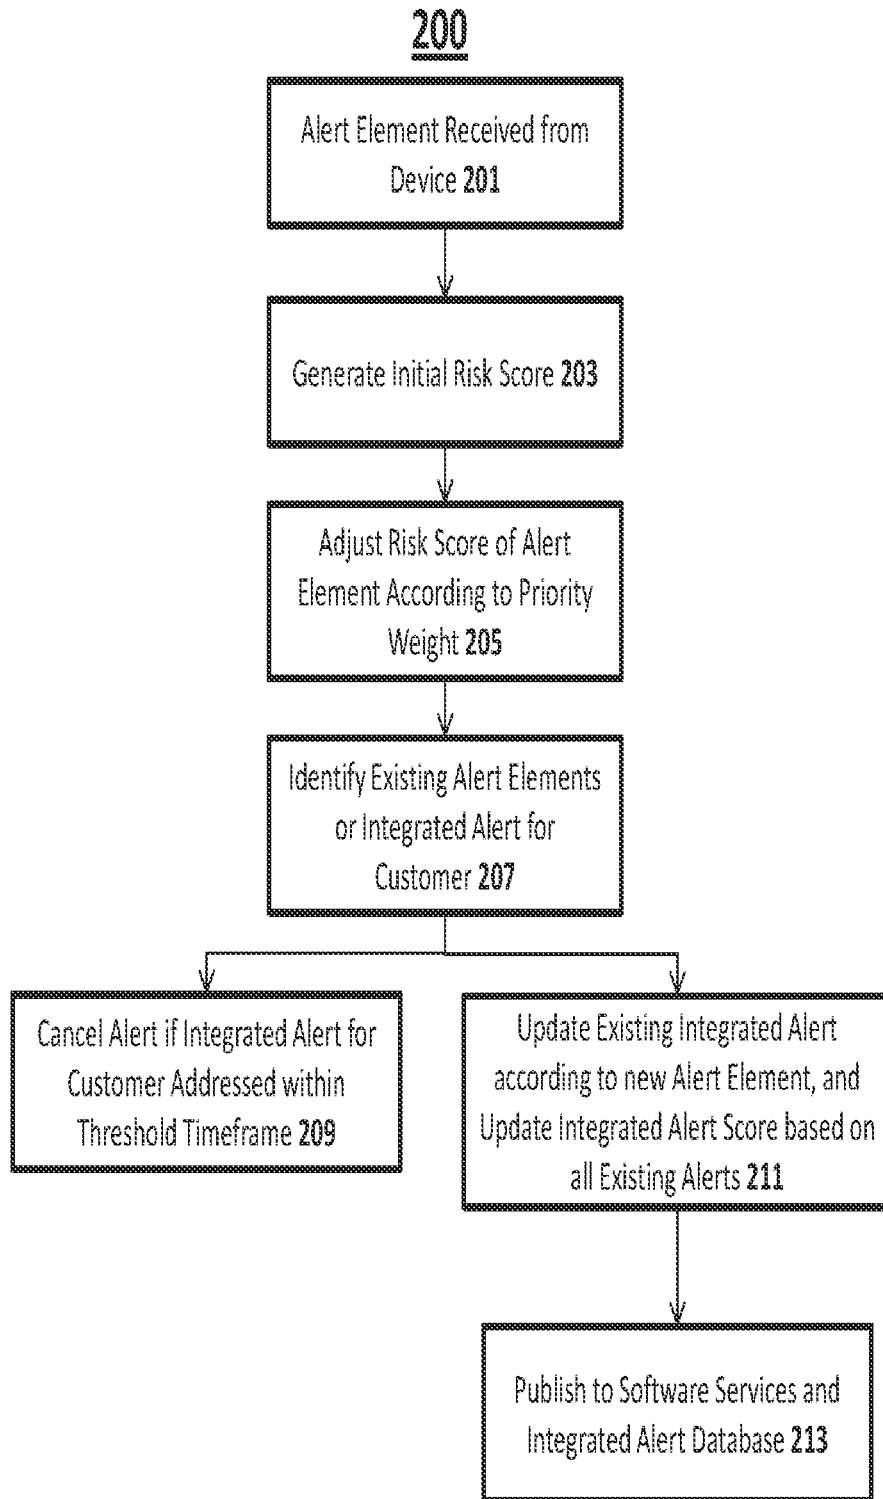 200
Alert Element Received from
Device 201
Generate Initial Risk Score 203
Adjust Risk Score of Alert
Element According to Priority
Weight 205
Identify Existing Alert Elements
or Integrated Alert for
Customer 207
Cancel Alert if Integrated Alert for
Customer Addressed within
Threshold Timeframe 209
Update Existing Integrated Alert
according to new Alert Element, and
Update Integrated Alert Score based on
all Existing Alerts 211
Publish to Software Services and
Integrated Alert Database 213